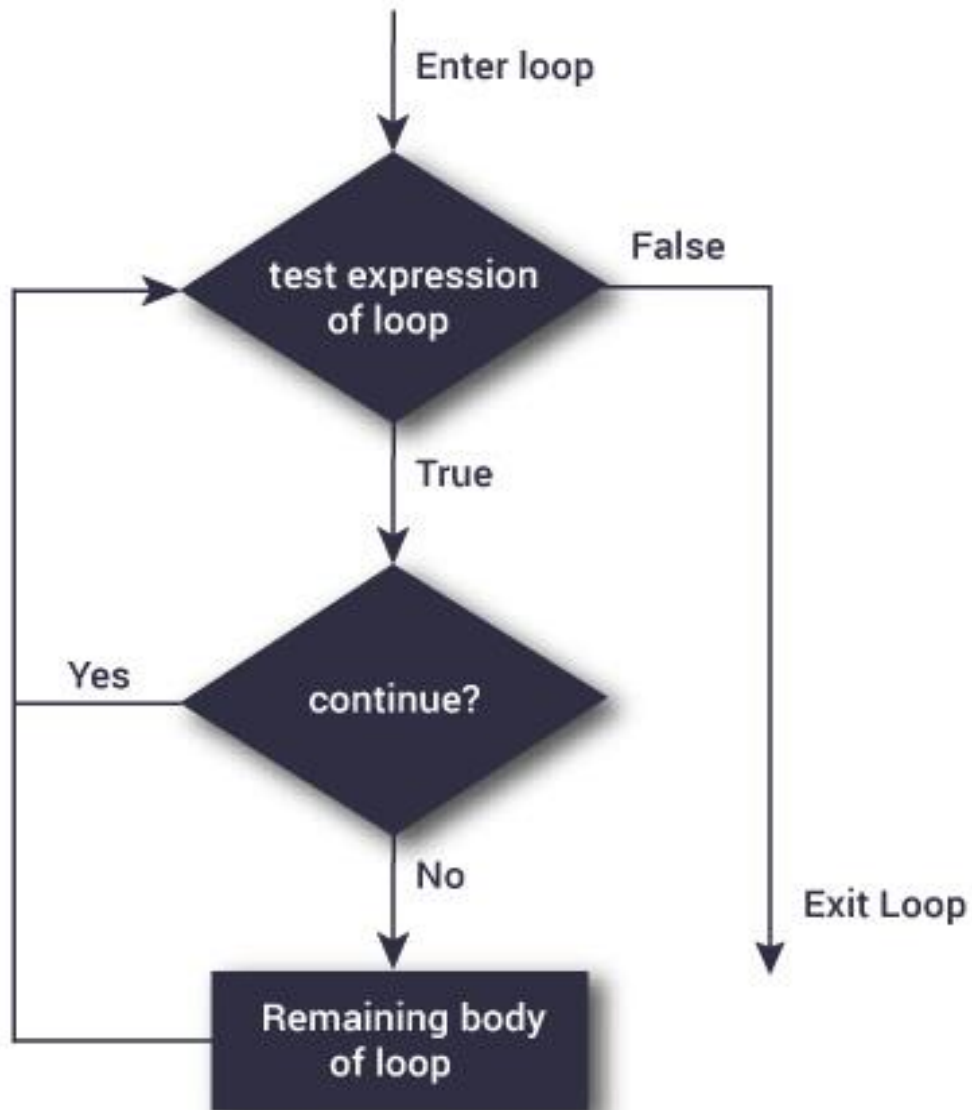 Enter loop
False
test expression
of loop
True
Yes
continue?
No
Exit Loop
Remaining body
of loop